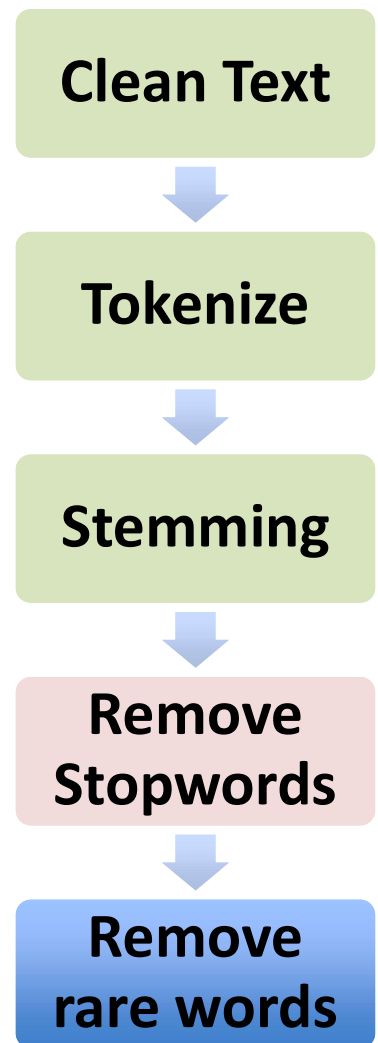 Clean Text
Tokenize
Stemming
Remove
Stopwords
Remove
rare words